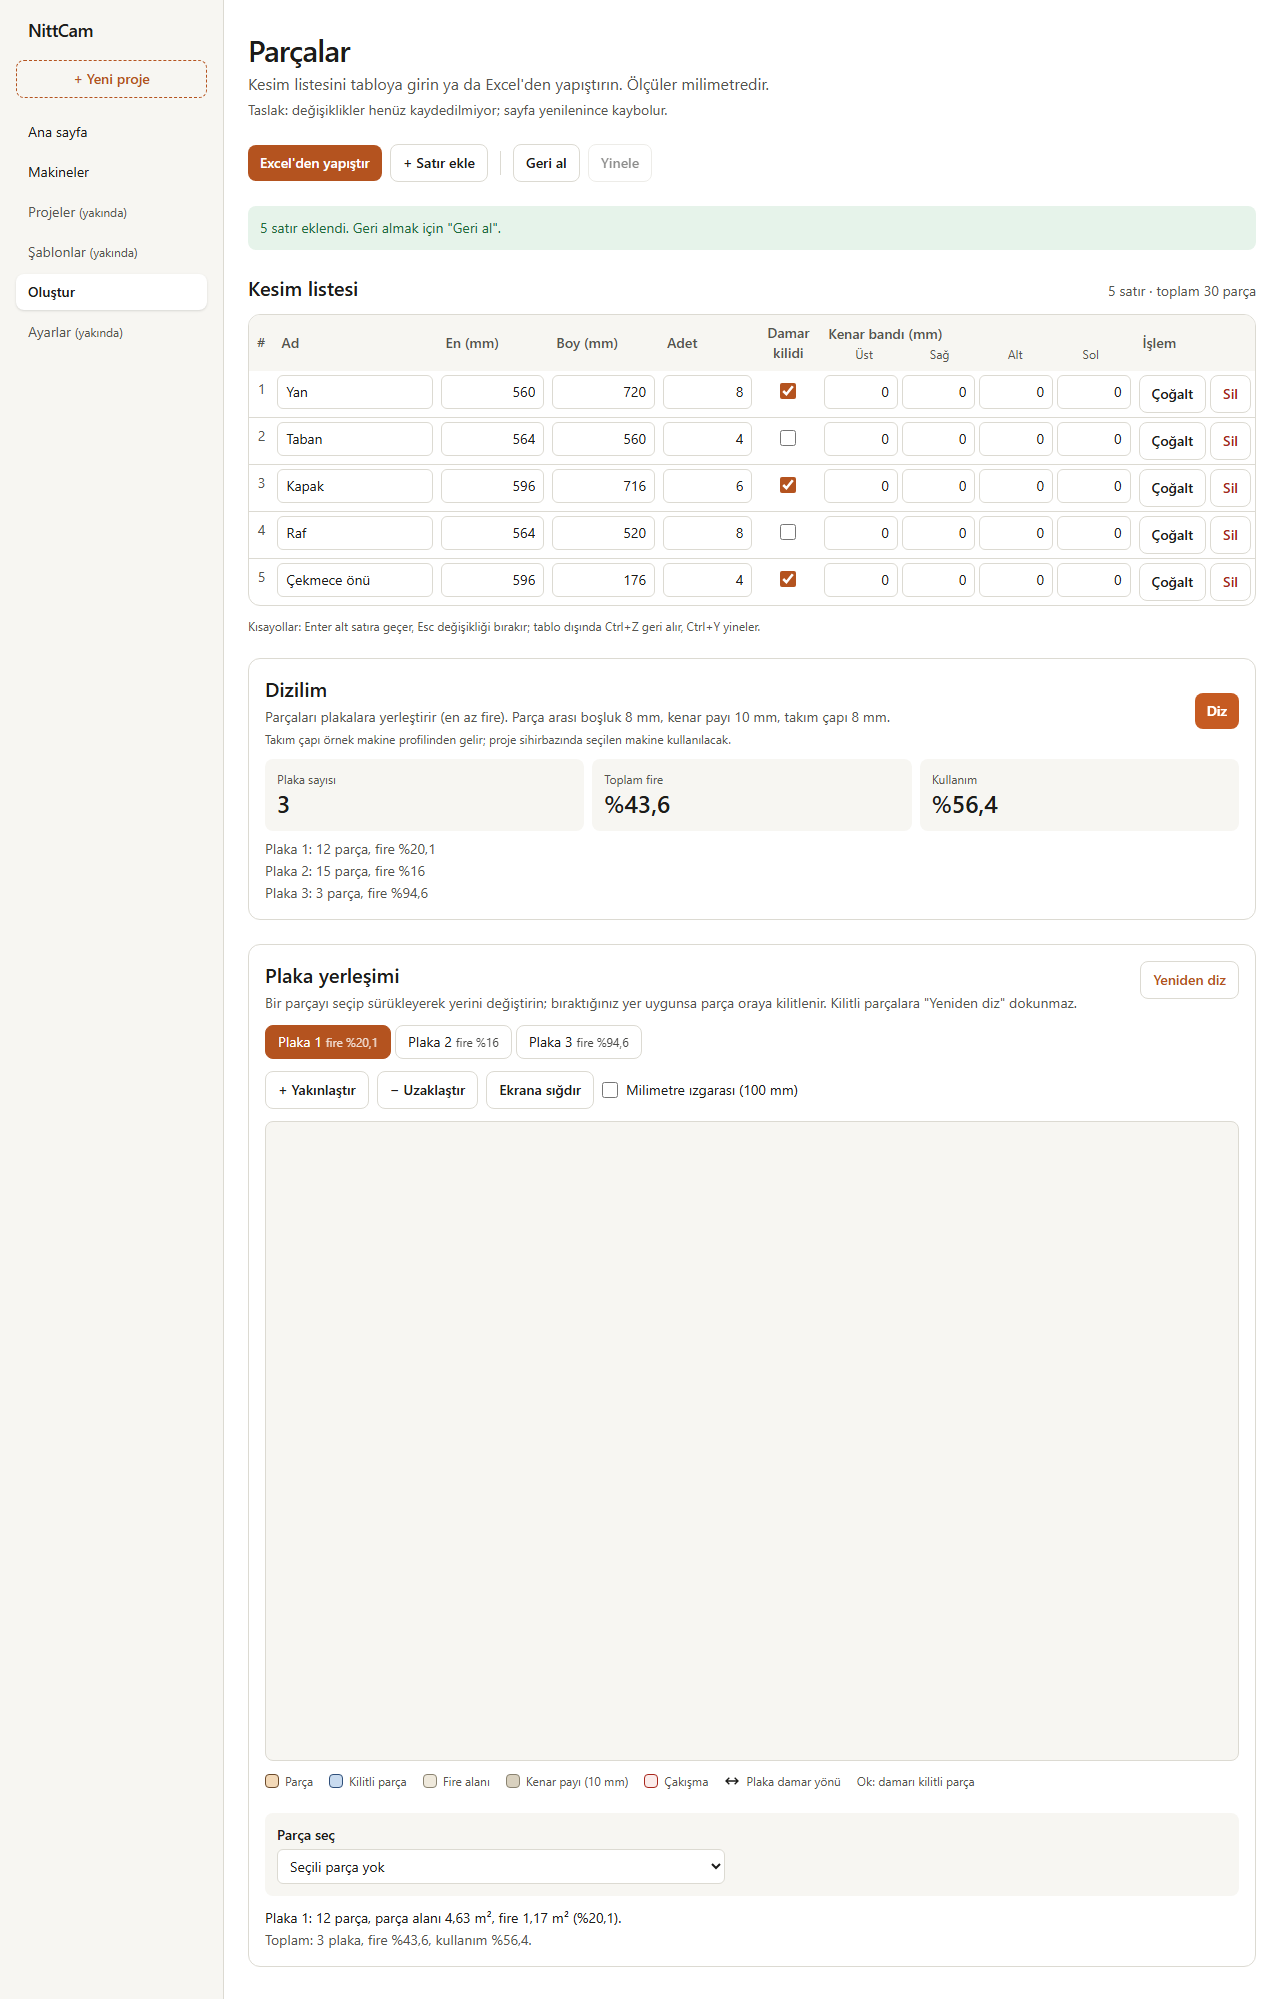 NittCam
+ Yeni proje
Ana sayfa
Makineler
Projeler (yakında)
Şablonlar (yakında)
Oluştur
Ayarlar (yakında)
Parçalar
Kesim listesini tabloya girin ya da Excel'den yapıştırın. Ölçüler milimetredir.
Taslak: değişiklikler henüz kaydedilmiyor; sayfa yenilenince kaybolur.
Excel'den yapıştır + Satır ekle Geri al Yinele
5 satır eklendi. Geri almak için "Geri al".
Kesim listesi 5 satır · toplam 30 parça
# Ad En (mm) Boy (mm) Adet Damar kilidi Kenar bandı (mm) Üst Sağ Alt Sol İşlem
1 Yan 560 720 8 0 0 0 0 Çoğalt Sil
2 Taban 564 560 4 0 0 0 0 Çoğalt Sil
3 Kapak 596 716 6 0 0 0 0 Çoğalt Sil
4 Raf 564 520 8 0 0 0 0 Çoğalt Sil
5 Çekmece önü 596 176 4 0 0 0 0 Çoğalt Sil
Kısayollar: Enter alt satıra geçer, Esc değişikliği bırakır; tablo dışında Ctrl+Z geri alır, Ctrl+Y yineler.
Dizilim
Parçaları plakalara yerleştirir (en az fire). Parça arası boşluk 8 mm, kenar payı 10 mm, takım çapı 8 mm.
Takım çapı örnek makine profilinden gelir; proje sihirbazında seçilen makine kullanılacak.
Diz
Plaka sayısı Toplam fire Kullanım
3 %43,6 %56,4
Plaka 1: 12 parça, fire %20,1
Plaka 2: 15 parça, fire %16
Plaka 3: 3 parça, fire %94,6
Plaka yerleşimi
Yeniden diz
Bir parçayı seçip sürükleyerek yerini değiştirin; bıraktığınız yer uygunsa parça oraya kilitlenir. Kilitli parçalara "Yeniden diz" dokunmaz.
Plaka 1 fire %20,1 Plaka 2 fire %16 Plaka 3 fire %94,6
+ Yakınlaştır − Uzaklaştır Ekrana sığdır Milimetre ızgarası (100 mm)
Parça Kilitli parça Fire alanı Kenar payı (10 mm) Çakışma ↔ Plaka damar yönü Ok: damarı kilitli parça
Parça seç
Seçili parça yok
Plaka 1: 12 parça, parça alanı 4,63 m², fire 1,17 m² (%20,1).
Toplam: 3 plaka, fire %43,6, kullanım %56,4.